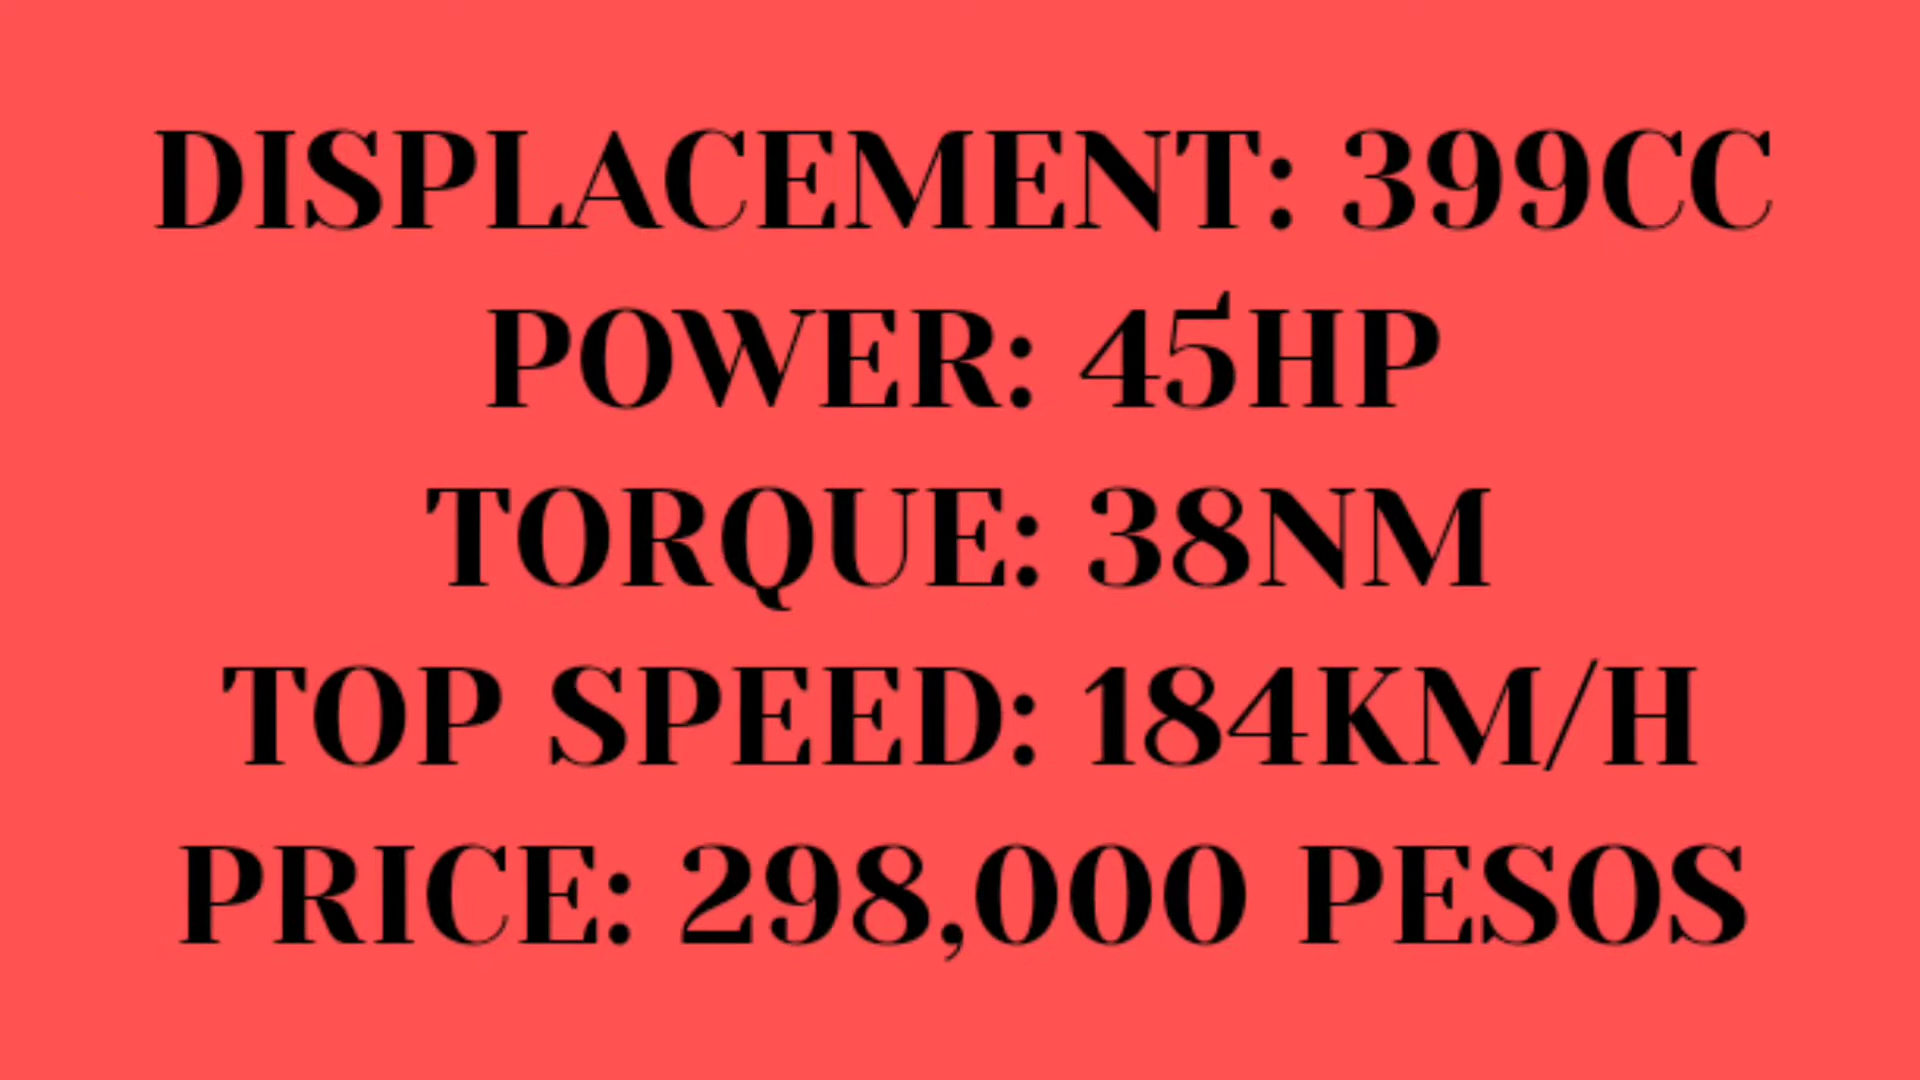 DISPLACEMENT: 399CC
POWER: 45HP
TORQUE: 38NM
TOP SPEED: 184KM/H
PRICE: 298,000 PESOS